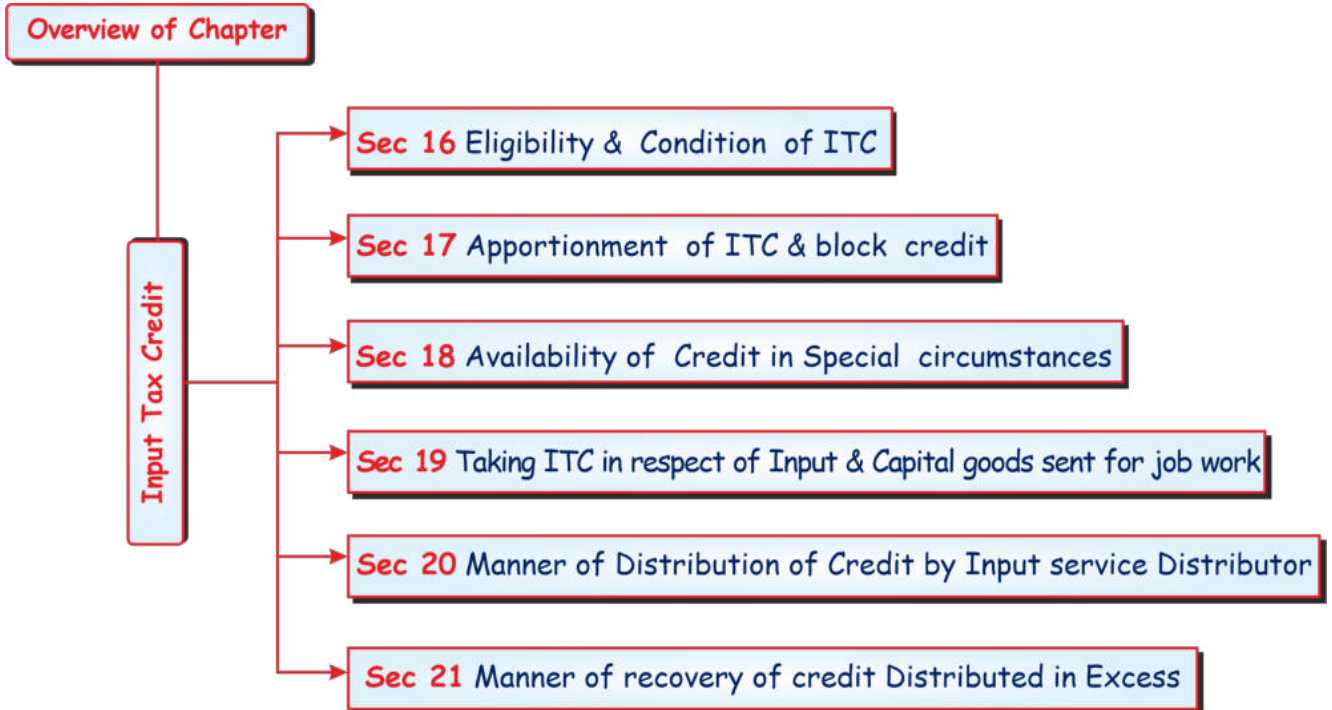 Overview of Chapter
Input Tax Credit
Sec 16 Eligibility & Condition of ITC
Sec 17 Apportionment of ITC & block credit
Sec 18 Availability of Credit in Special circumstances
Sec 19 Taking ITC in respect of Input & Capital goods sent for job work
Sec 20 Manner of Distribution of Credit by Input service Distributor
Sec 21 Manner of recovery of credit Distributed in Excess